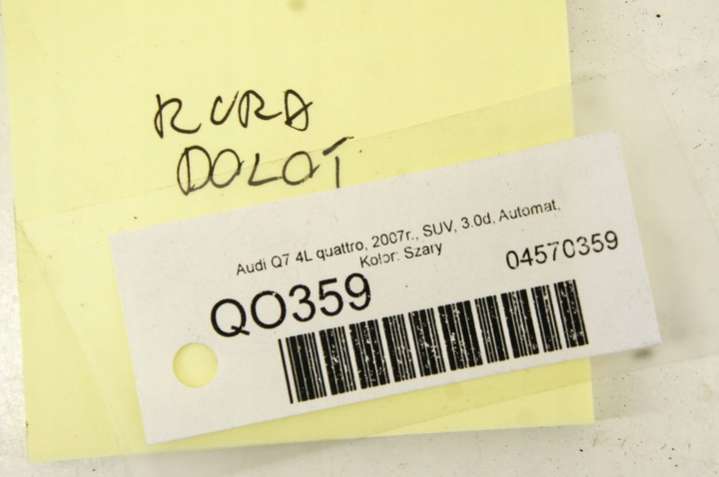 RURA
DOLOT
Audi Q7 4L quattro, 2007r., SUV, 3.0d, Automat,
Kolor: Szary
04570359
QO359